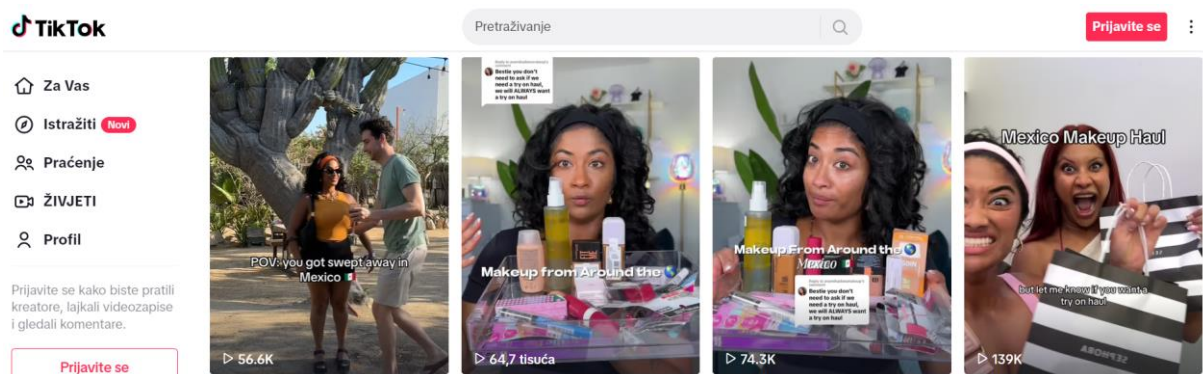 TikTok
Pretraživanje
Prijavite se
Za Vas
Istražiti Novi
Praćenje
ŽIVJETI
Profil
Prijavite se kako biste pratili
kreatore, lajkali videozapise
i gledali komentare.
Prijavite se
POV: you got swept away in
Mexico 🇲🇽
56.6K
Bestie you don't
need to ask if we
need a try on haul,
we will ALWAYS want
a try on haul
Makeup from Around the 🌎
64,7 tisuća
Makeup From Around the 🌎
Mexico 🇲🇽
Bestie you don't
need to ask if we
need a try on haul,
we will ALWAYS want
a try on haul
74.3K
Mexico Makeup Haul
but let me know if you want a
try on haul
SEPHORA
139K